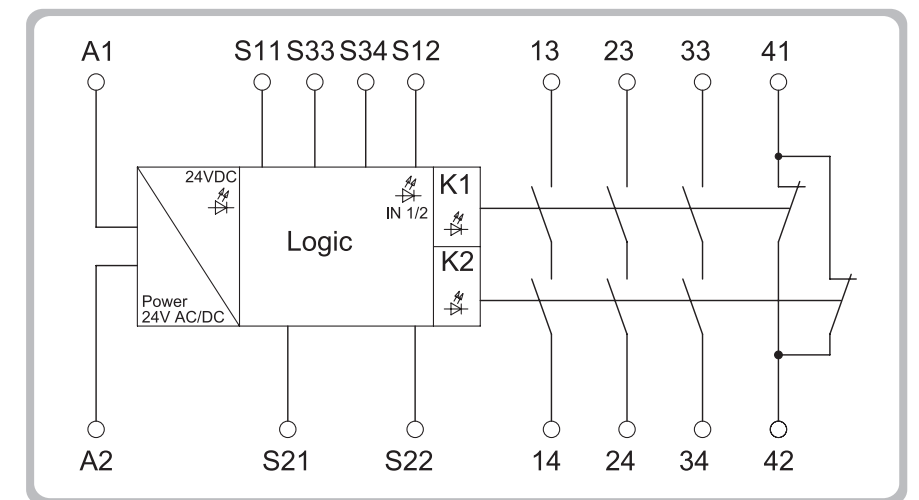 A1 S11 S33 S34 S12 13 23 33 41
24VDC
K1
IN 1/2
Logic
K2
Power
24V AC/DC
A2 S21 S22 14 24 34 42